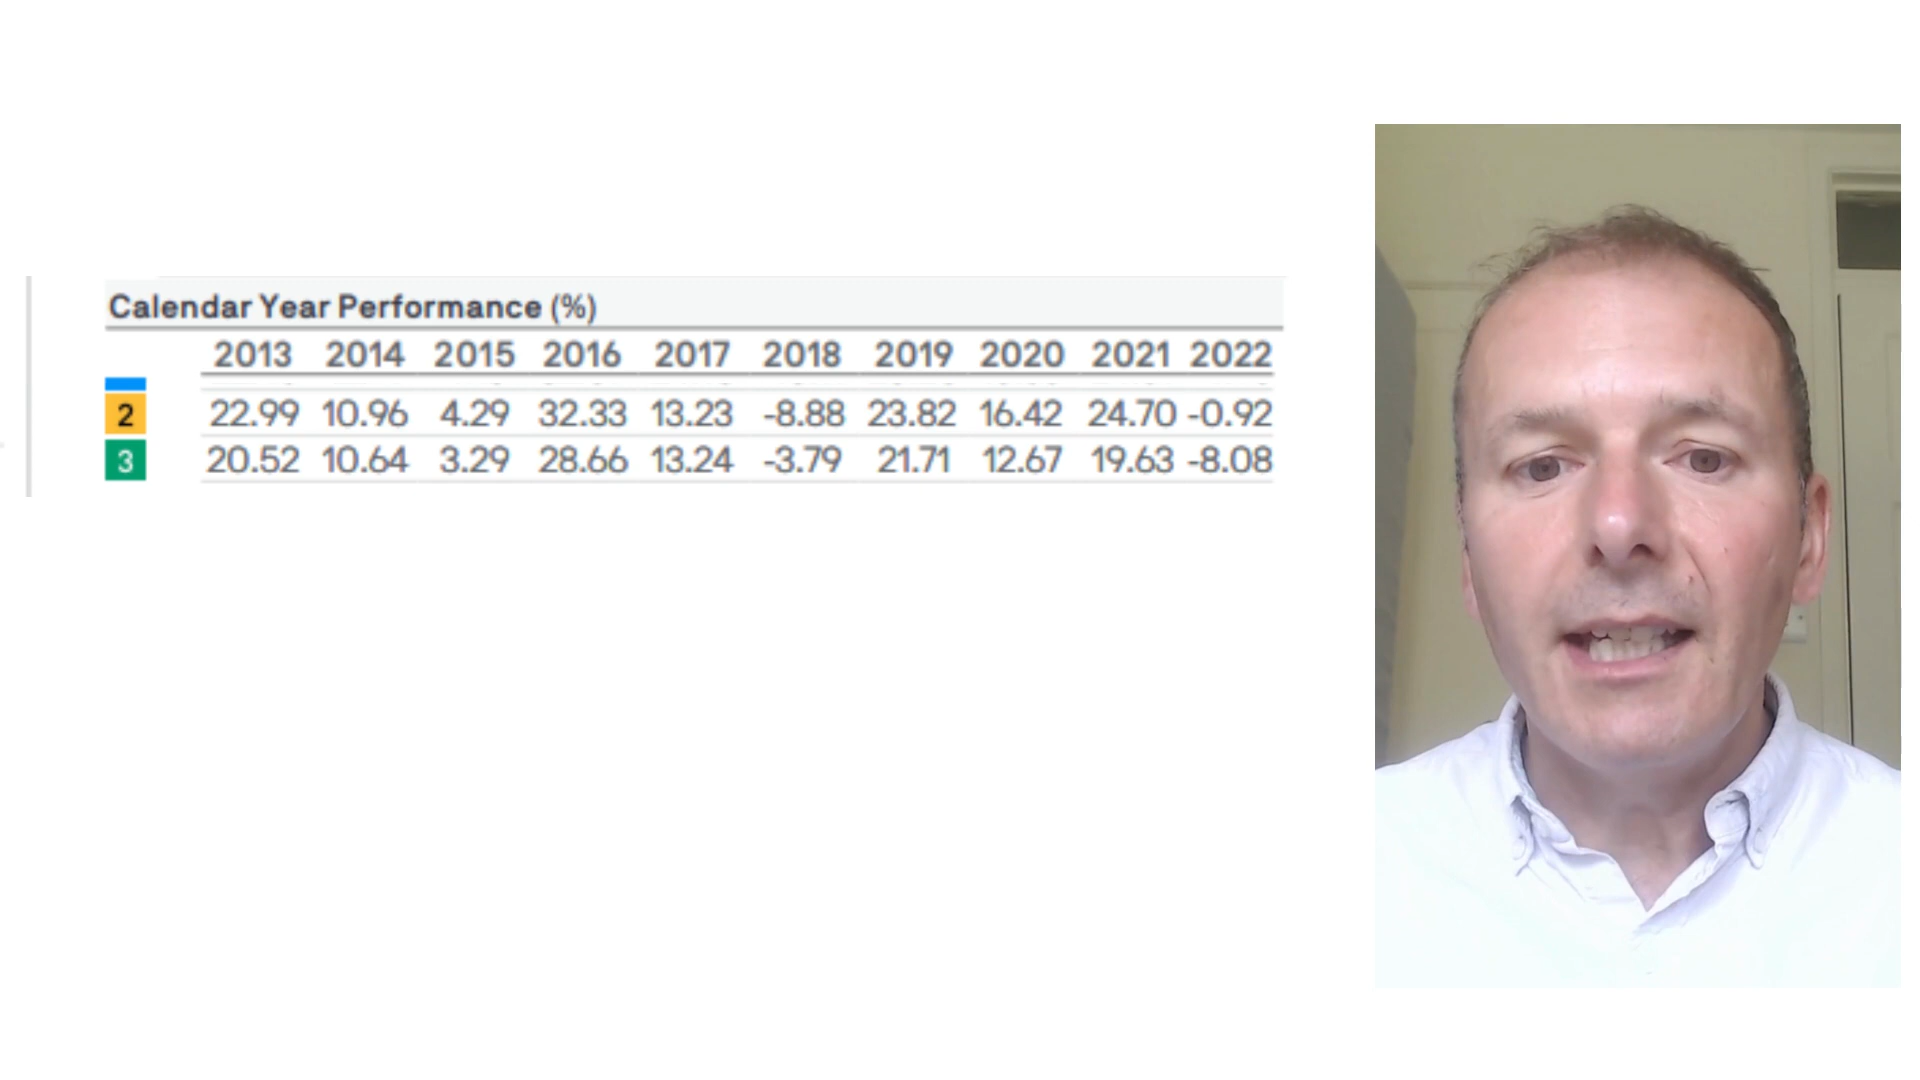 Calendar Year Performance (%)
2013 2014 2015 2016 2017 2018 2019 2020 2021 2022
2 22.99 10.96 4.29 32.33 13.23 -8.88 23.82 16.42 24.70 -0.92
3 20.52 10.64 3.29 28.66 13.24 -3.79 21.71 12.67 19.63 -8.08